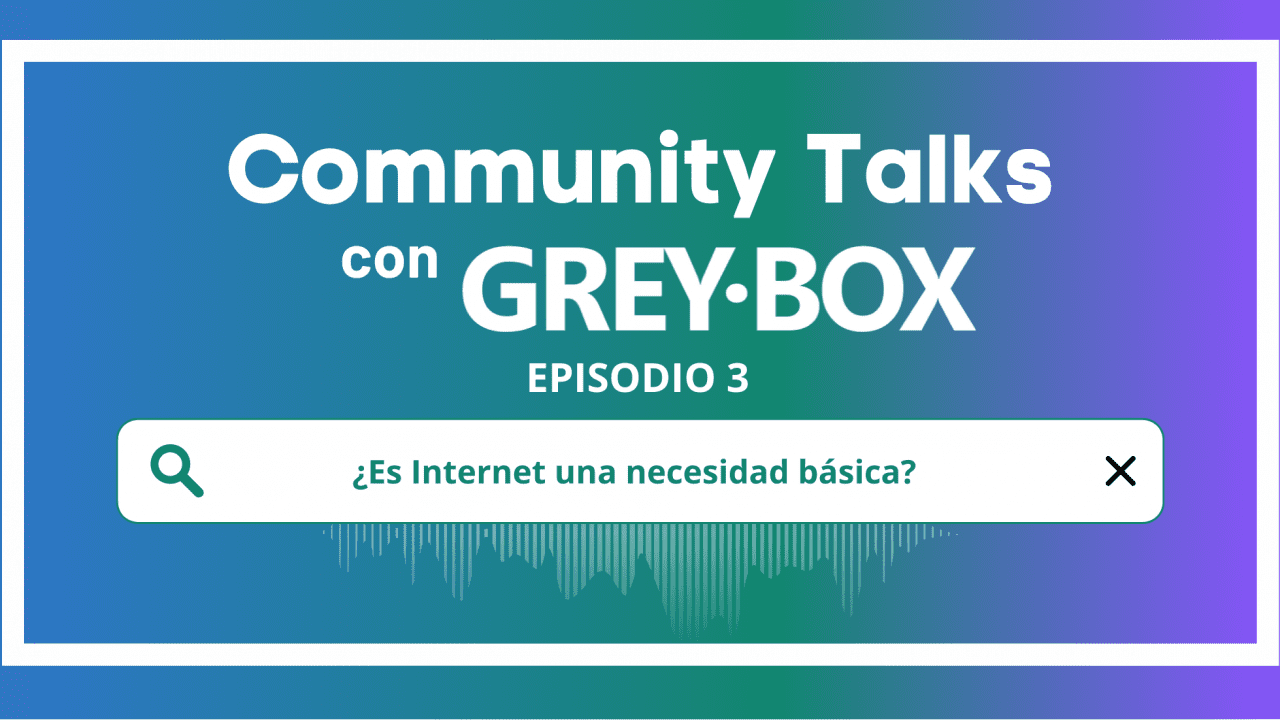 Community Talks
con GREY·BOX
EPISODIO 3
¿Es Internet una necesidad básica?